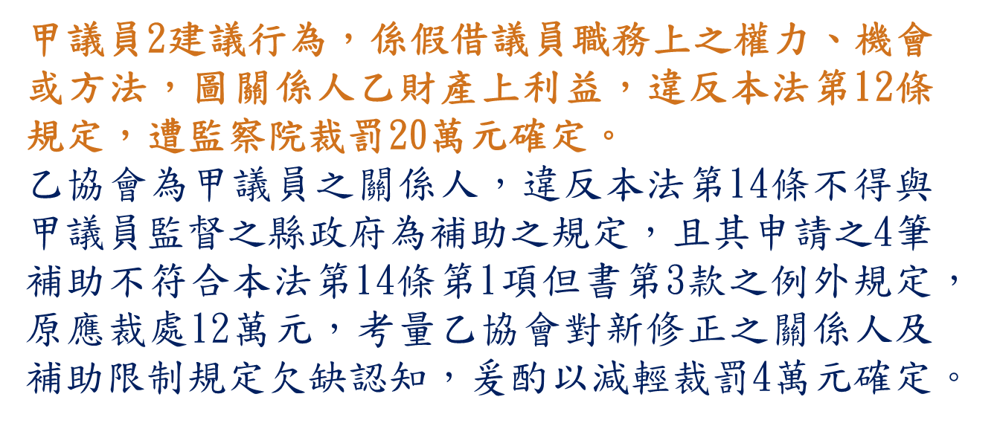 甲議員2建議行為，係假借議員職務上之權力、機會
或方法，圖關係人乙財產上利益，違反本法第12條
規定，遭監察院裁罰20萬元確定。
乙協會為甲議員之關係人，違反本法第14條不得與
甲議員監督之縣政府為補助之規定，且其申請之4筆
補助不符合本法第14條第1項但書第3款之例外規定，
原應裁處12萬元，考量乙協會對新修正之關係人及
補助限制規定欠缺認知，爰酌以減輕裁罰4萬元確定。